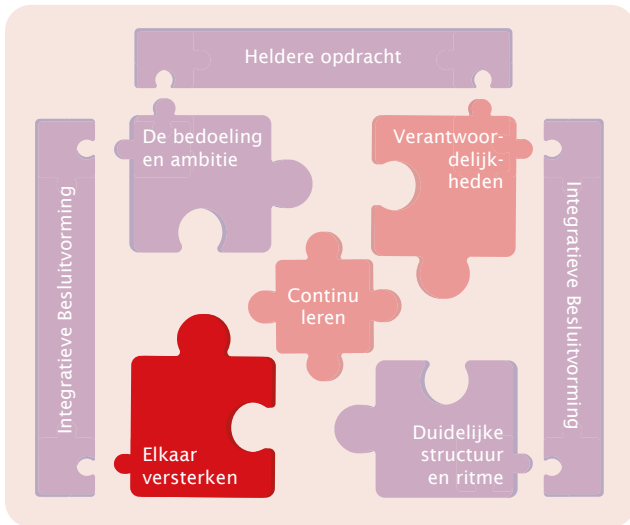 Heldere opdracht
De bedoeling
en ambitie
Verantwoor-
delijk-
heden
Integratieve Besluitvorming
Integratieve Besluitvorming
Continu
leren
Elkaar
versterken
Duidelijke
structuur
en ritme